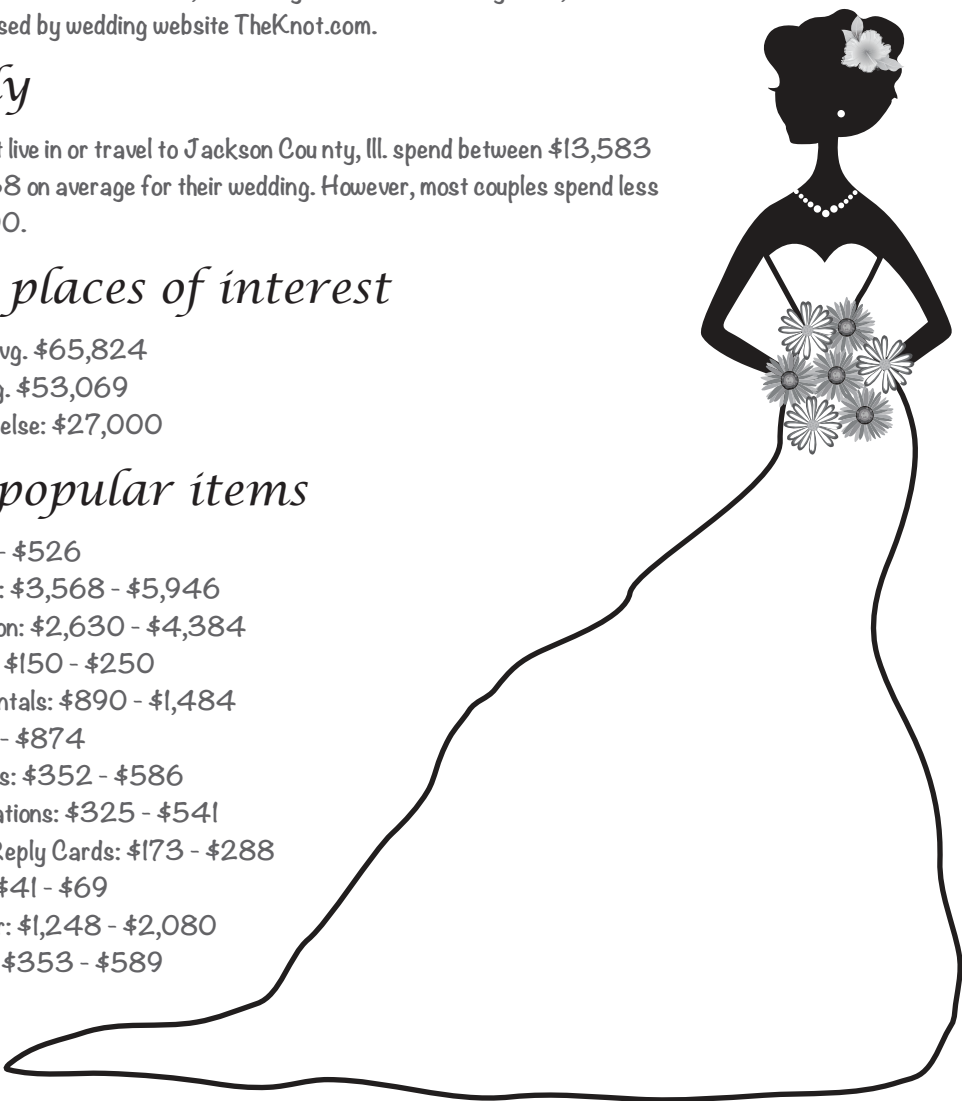 sed by wedding website TheKnot.com.
ly
live in or travel to Jackson Cou nty, Ill. spend between $13,583
8 on average for their wedding. However, most couples spend less
0.
places of interest
vg. $65,824
g. $53,069
else: $27,000
popular items
- $526
: $3,568 - $5,946
on: $2,630 - $4,384
$150 - $250
ntals: $890 - $1,484
- $874
s: $352 - $586
ations: $325 - $541
Reply Cards: $173 - $288
$41 - $69
r: $1,248 - $2,080
$353 - $589